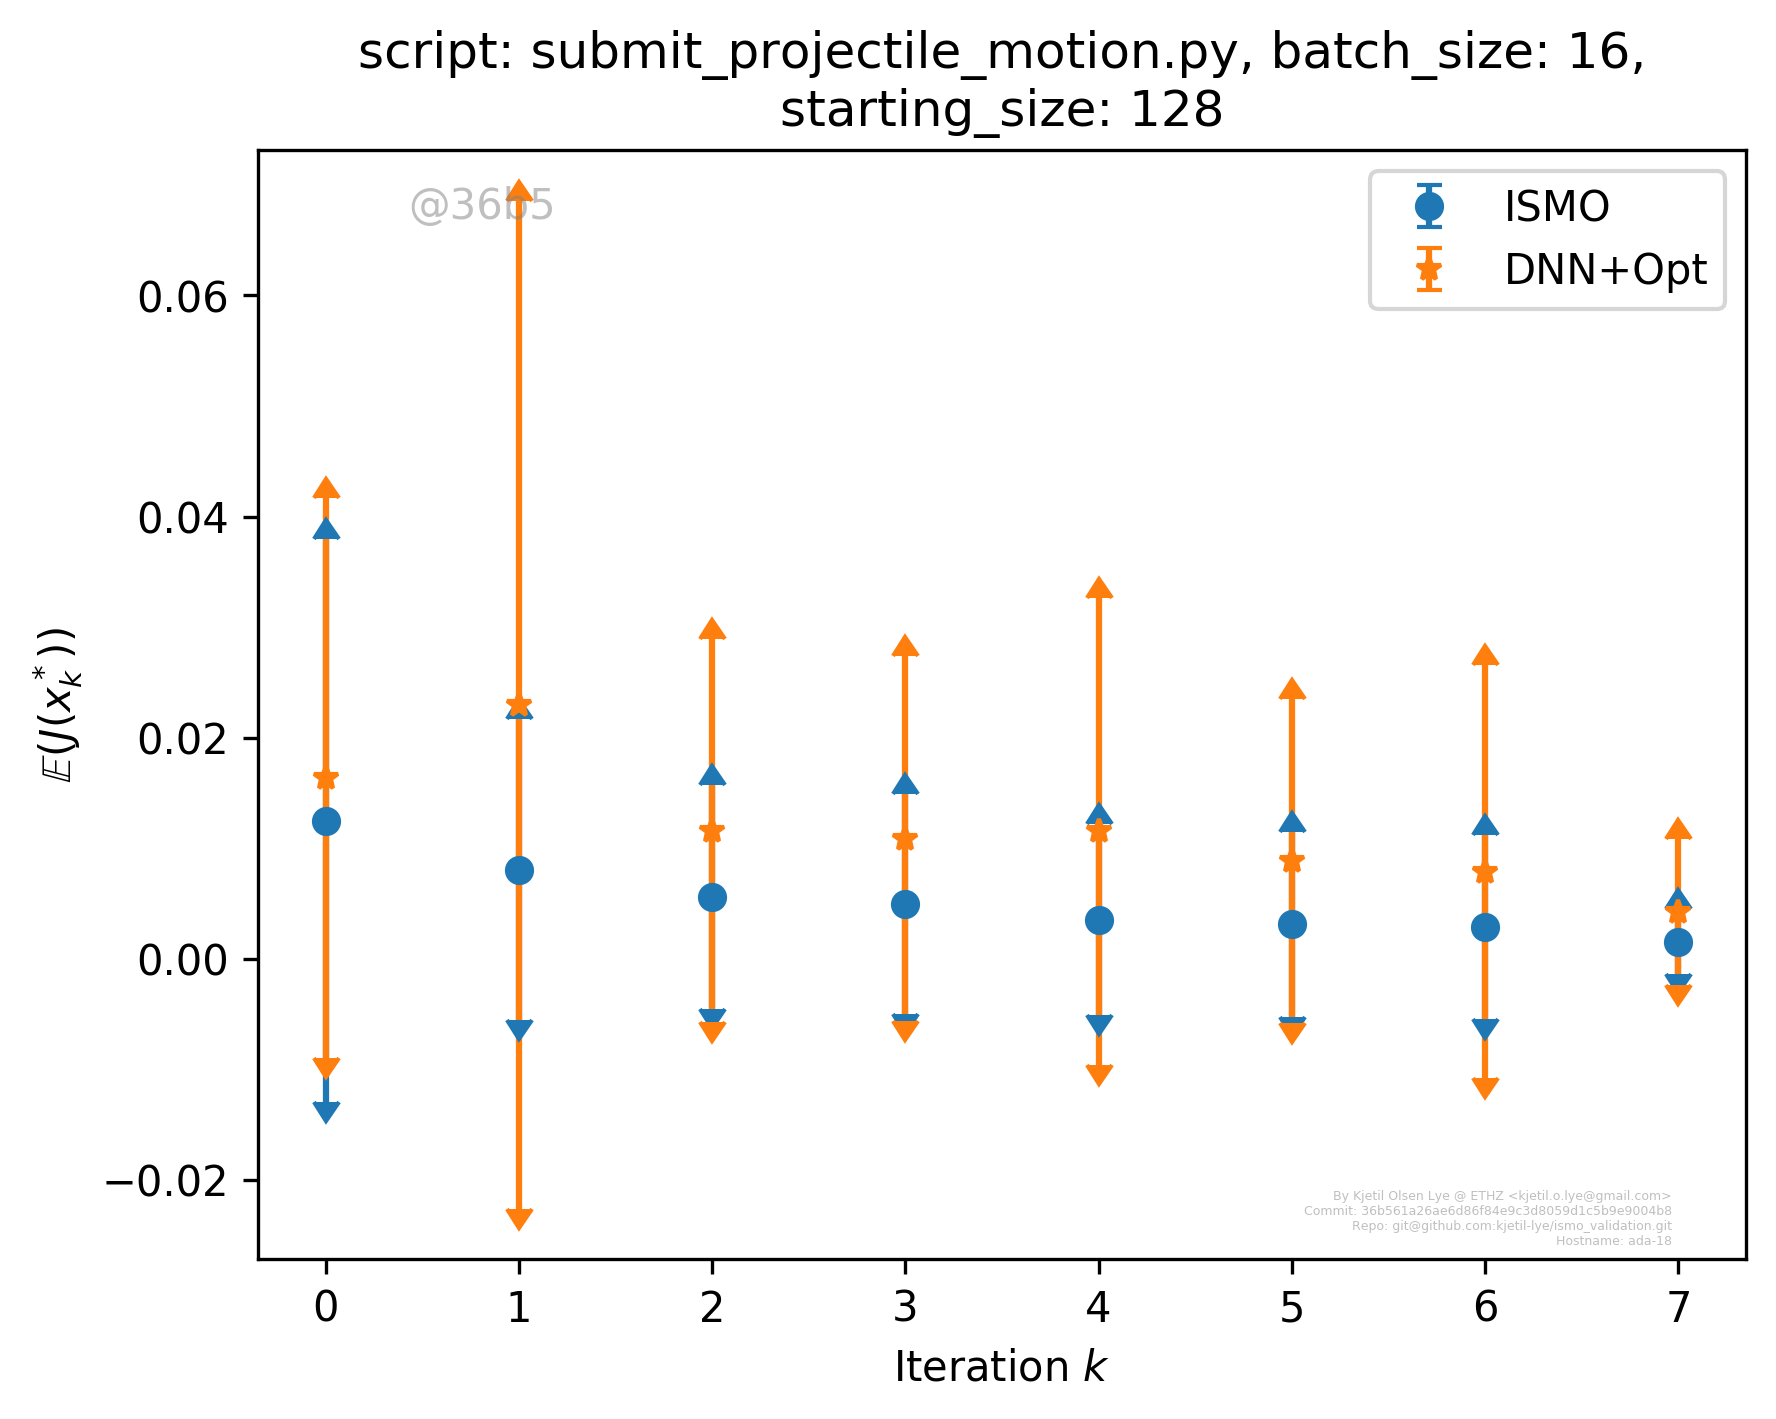 script: submit_projectile_motion.py, batch_size: 16,
starting_size: 128
@36b5
ISMO
DNN+Opt
0.06
0.04
0.02
0.00
−0.02
𝔼(J(x*k))
By Kjetil Olsen Lye @ ETHZ <kjetil.o.lye@gmail.com>
Commit: 36b561a26ae6d86f84e9c3d8059d1c5b9e9004b8
Repo: git@github.com:kjetil-lye/ismo_validation.git
Hostname: ada-18
0 1 2 3 4 5 6 7
Iteration k